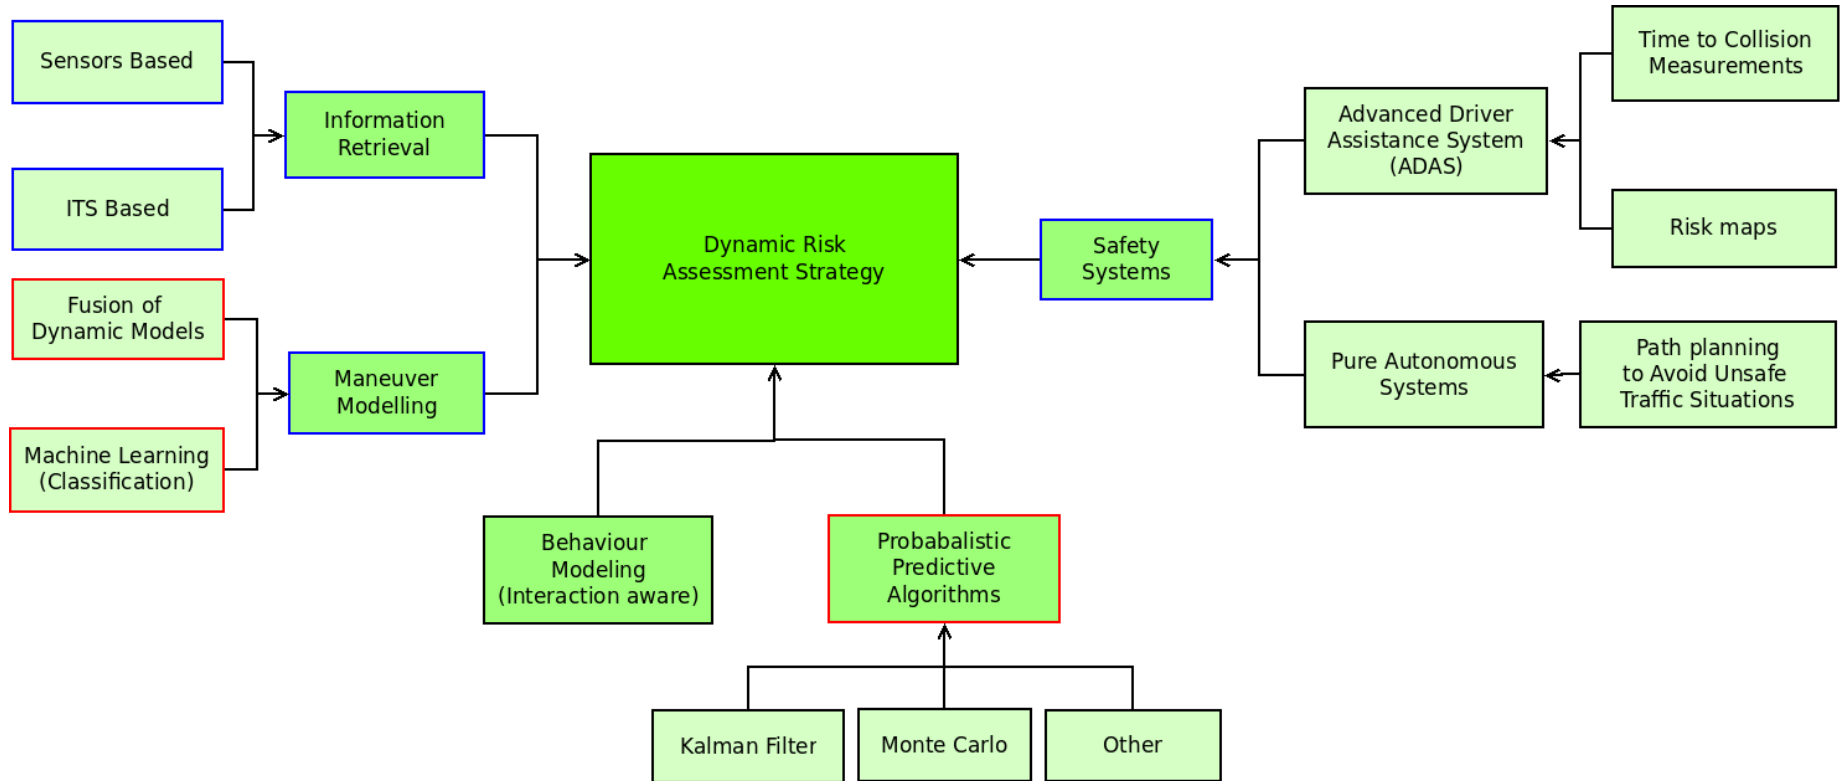 Sensors Based
ITS Based
Fusion of
Dynamic Models
Machine Learning
(Classification)
Information
Retrieval
Maneuver
Modelling
Dynamic Risk
Assessment Strategy
Behaviour
Modeling
(Interaction aware)
Probabalistic
Predictive
Algorithms
Kalman Filter
Monte Carlo
Other
Safety
Systems
Advanced Driver
Assistance System
(ADAS)
Pure Autonomous
Systems
Time to Collision
Measurements
Risk maps
Path planning
to Avoid Unsafe
Traffic Situations